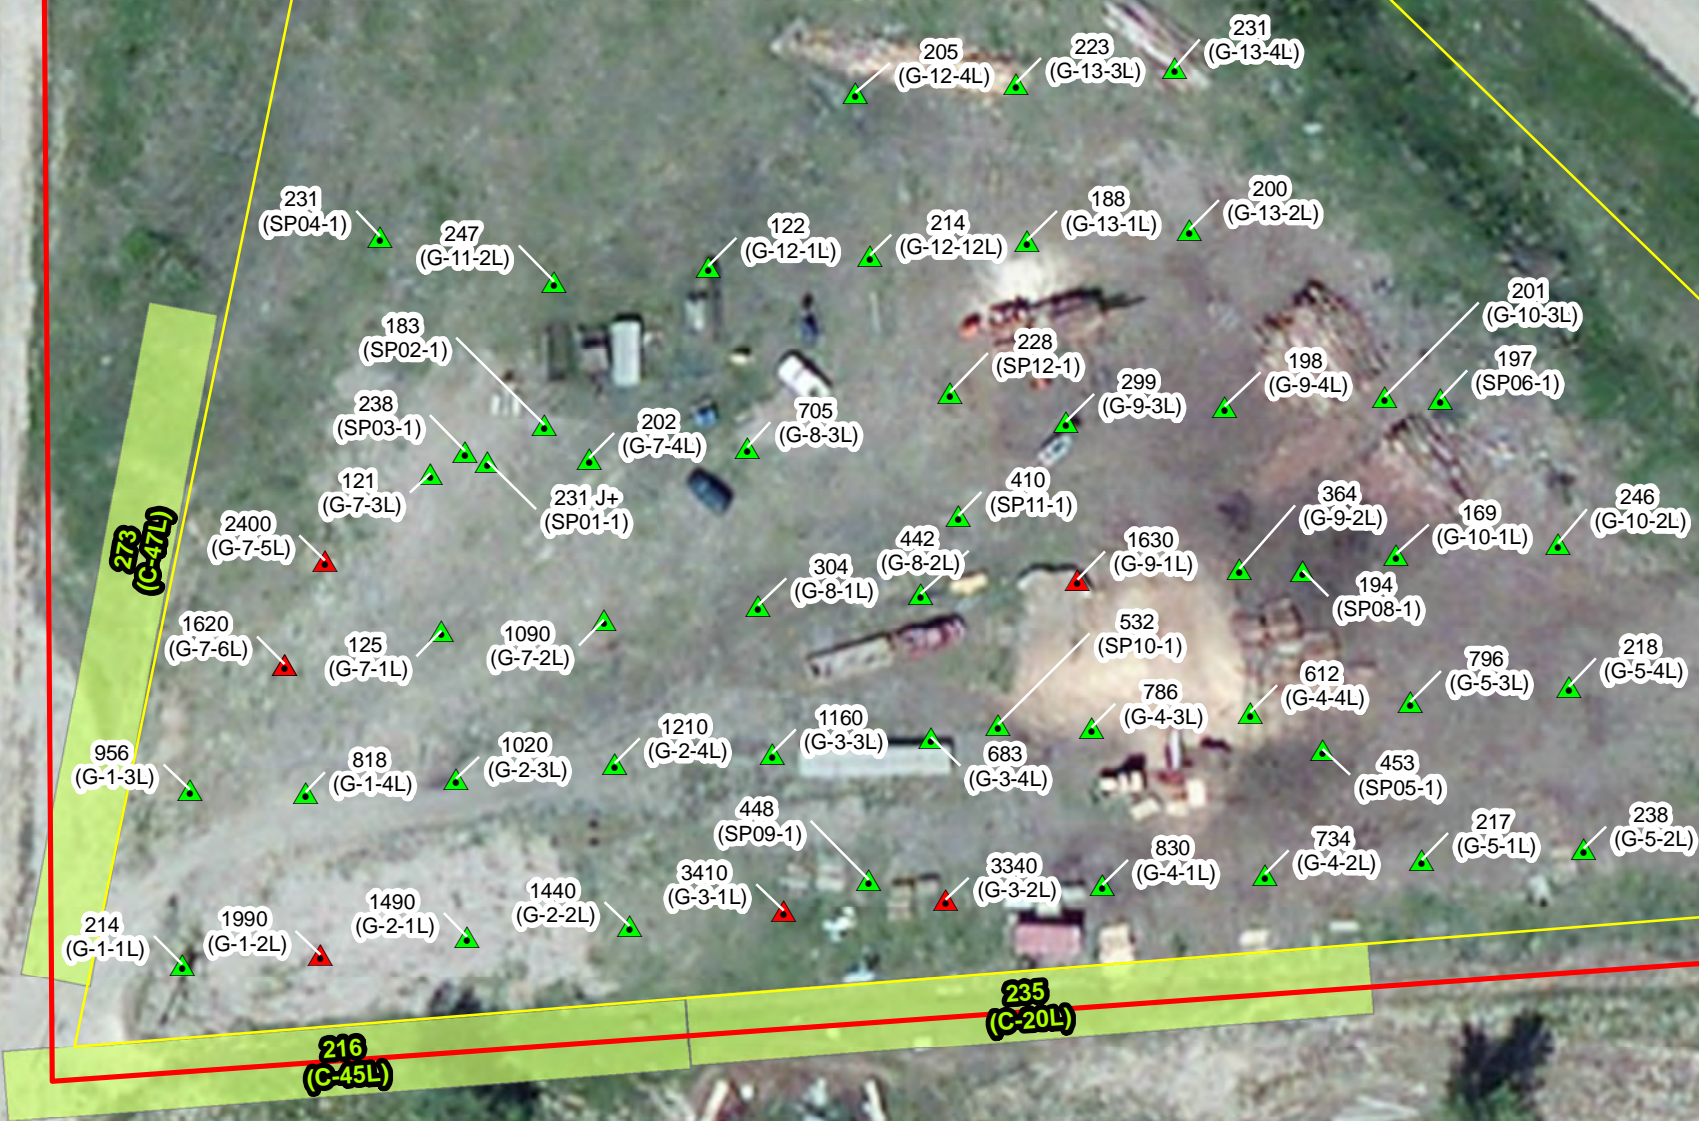 231
(G-13-4L)
205
(G-12-4L)
223
(G-13-3L)
231
(SP04-1)
247
(G-11-2L)
122
(G-12-1L)
214
(G-12-12L)
188
(G-13-1L)
200
(G-13-2L)
183
(SP02-1)
228
(SP12-1)
201
(G-10-3L)
198
(G-9-4L)
197
(SP06-1)
299
(G-9-3L)
238
(SP03-1)
202
(G-7-4L)
705
(G-8-3L)
121
(G-7-3L)
231 J+
(SP01-1)
410
(SP11-1)
364
(G-9-2L)
169
(G-10-1L)
246
(G-10-2L)
2400
(G-7-5L)
273
(C-47L)
442
(G-8-2L)
1630
(G-9-1L)
304
(G-8-1L)
194
(SP08-1)
1620
(G-7-6L)
125
(G-7-1L)
1090
(G-7-2L)
532
(SP10-1)
612
(G-4-4L)
796
(G-5-3L)
218
(G-5-4L)
786
(G-4-3L)
956
(G-1-3L)
818
(G-1-4L)
1020
(G-2-3L)
1210
(G-2-4L)
1160
(G-3-3L)
683
(G-3-4L)
453
(SP05-1)
448
(SP09-1)
830
(G-4-1L)
734
(G-4-2L)
217
(G-5-1L)
238
(G-5-2L)
3410
(G-3-1L)
3340
(G-3-2L)
1440
(G-2-2L)
1490
(G-2-1L)
1990
(G-1-2L)
214
(G-1-1L)
235
(C-20L)
216
(C-45L)